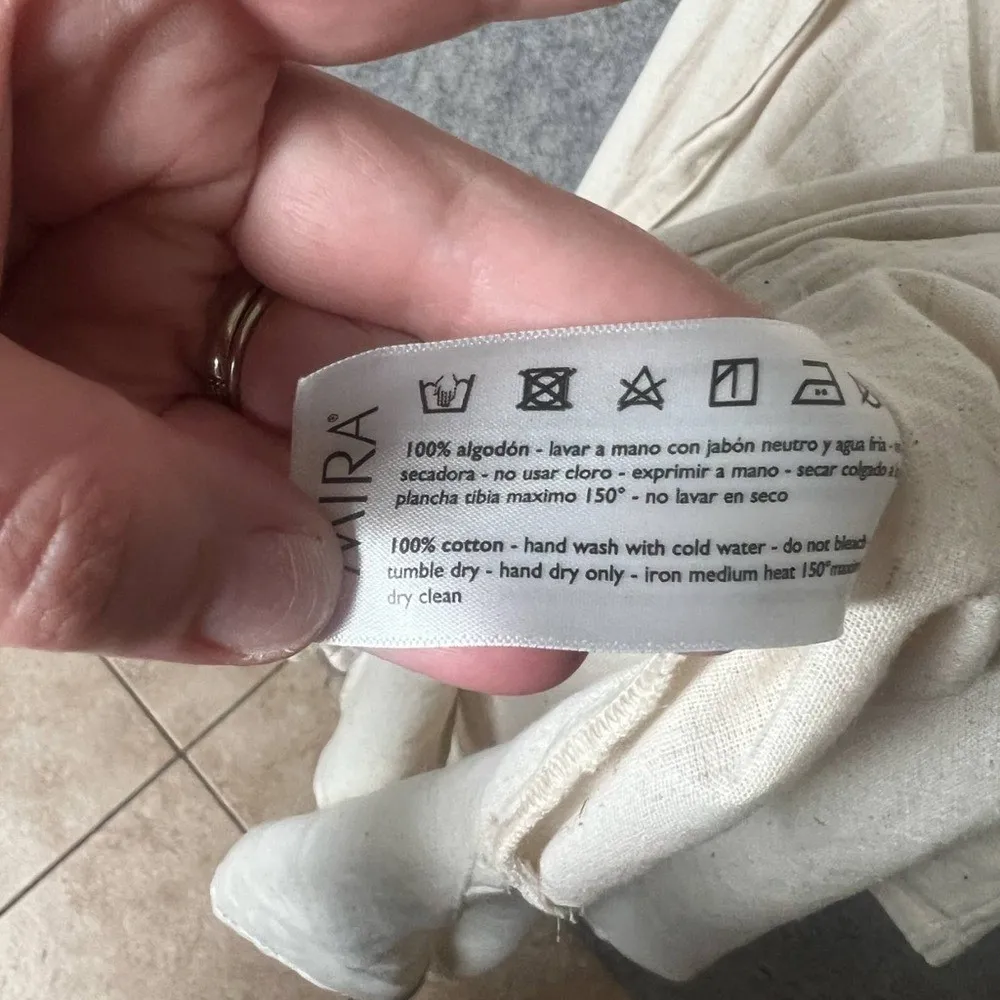 100% algodón - lavar a mano con jabón neutro y agua fria -
secadora - no usar cloro - exprimir a mano - secar colgado a
plancha tibia maximo 150° - no lavar en seco
100% cotton - hand wash with cold water - do not bleach
tumble dry - hand dry only - iron medium heat 150°
dry clean